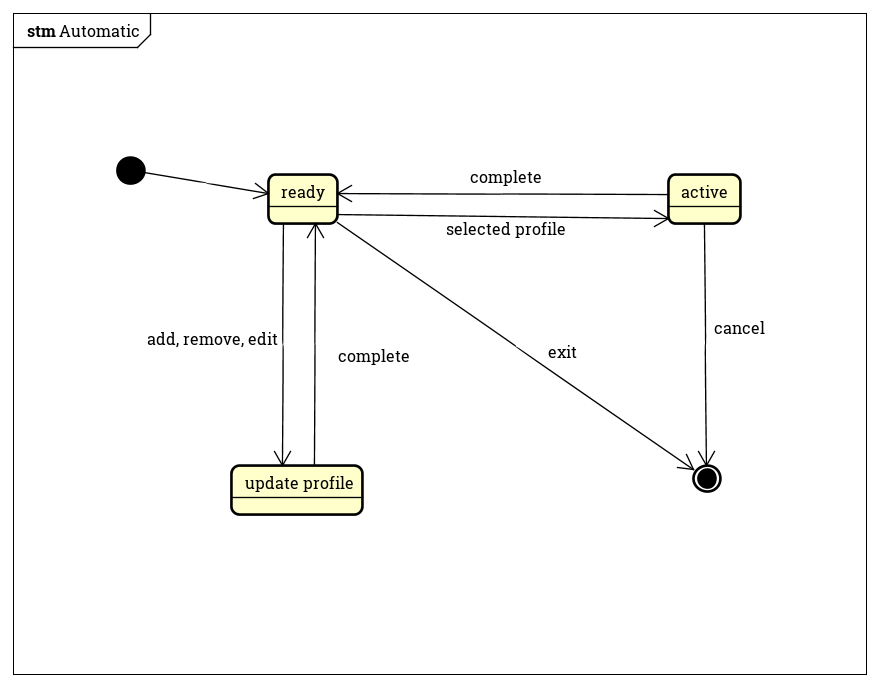 stm Automatic
complete
ready
active
selected profile
cancel
add, remove, edit
exit
complete
update profile